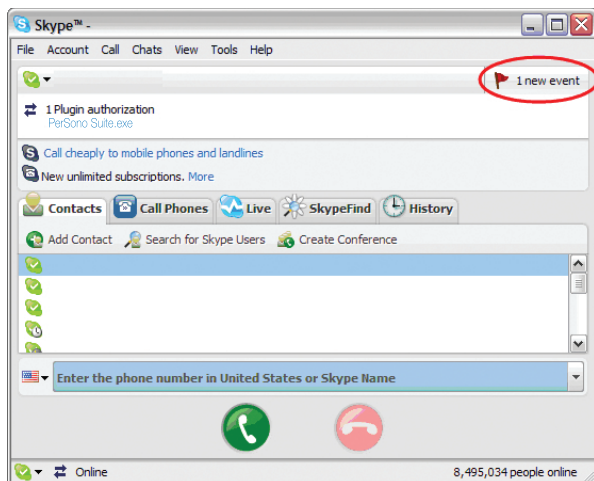 Skype™ -
File Account Call Chats View Tools Help
1 new event
1 Plugin authorization
PerSono Suite.exe
Call cheaply to mobile phones and landlines
New unlimited subscriptions. More
Contacts Call Phones Live SkypeFind History
Add Contact Search for Skype Users Create Conference
Enter the phone number in United States or Skype Name
Online 8,495,034 people online